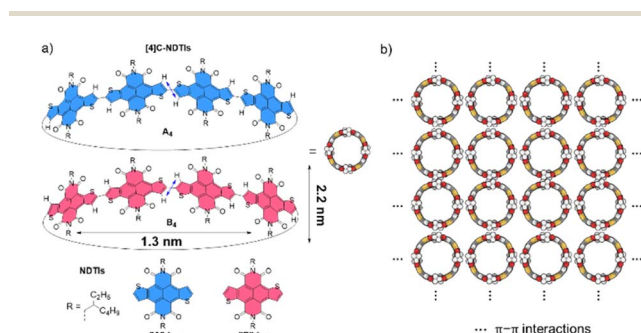 a)
[4]C-NDTIs
R
R
R
R
O N O
O N O
O N O
O N O
H
H
H
H
S
S
S
S
H
H
H
H
S
S
S
S
O N O
O N O
O N O
O N O
R
R
R
R
A4
=
R
R
R
R
O N O
O N O
O N O
O N O
H
H
H
H
S
S
S
S
H
H
H
H
S
S
S
S
O N O
O N O
O N O
O N O
R
R
R
R
B4
1.3 nm
2.2 nm
NDTIs
R =
C2H5
C4H9
R
O N O
S
S
O N O
R
R
O N O
S
S
O N O
R
b)
··· π−π interactions